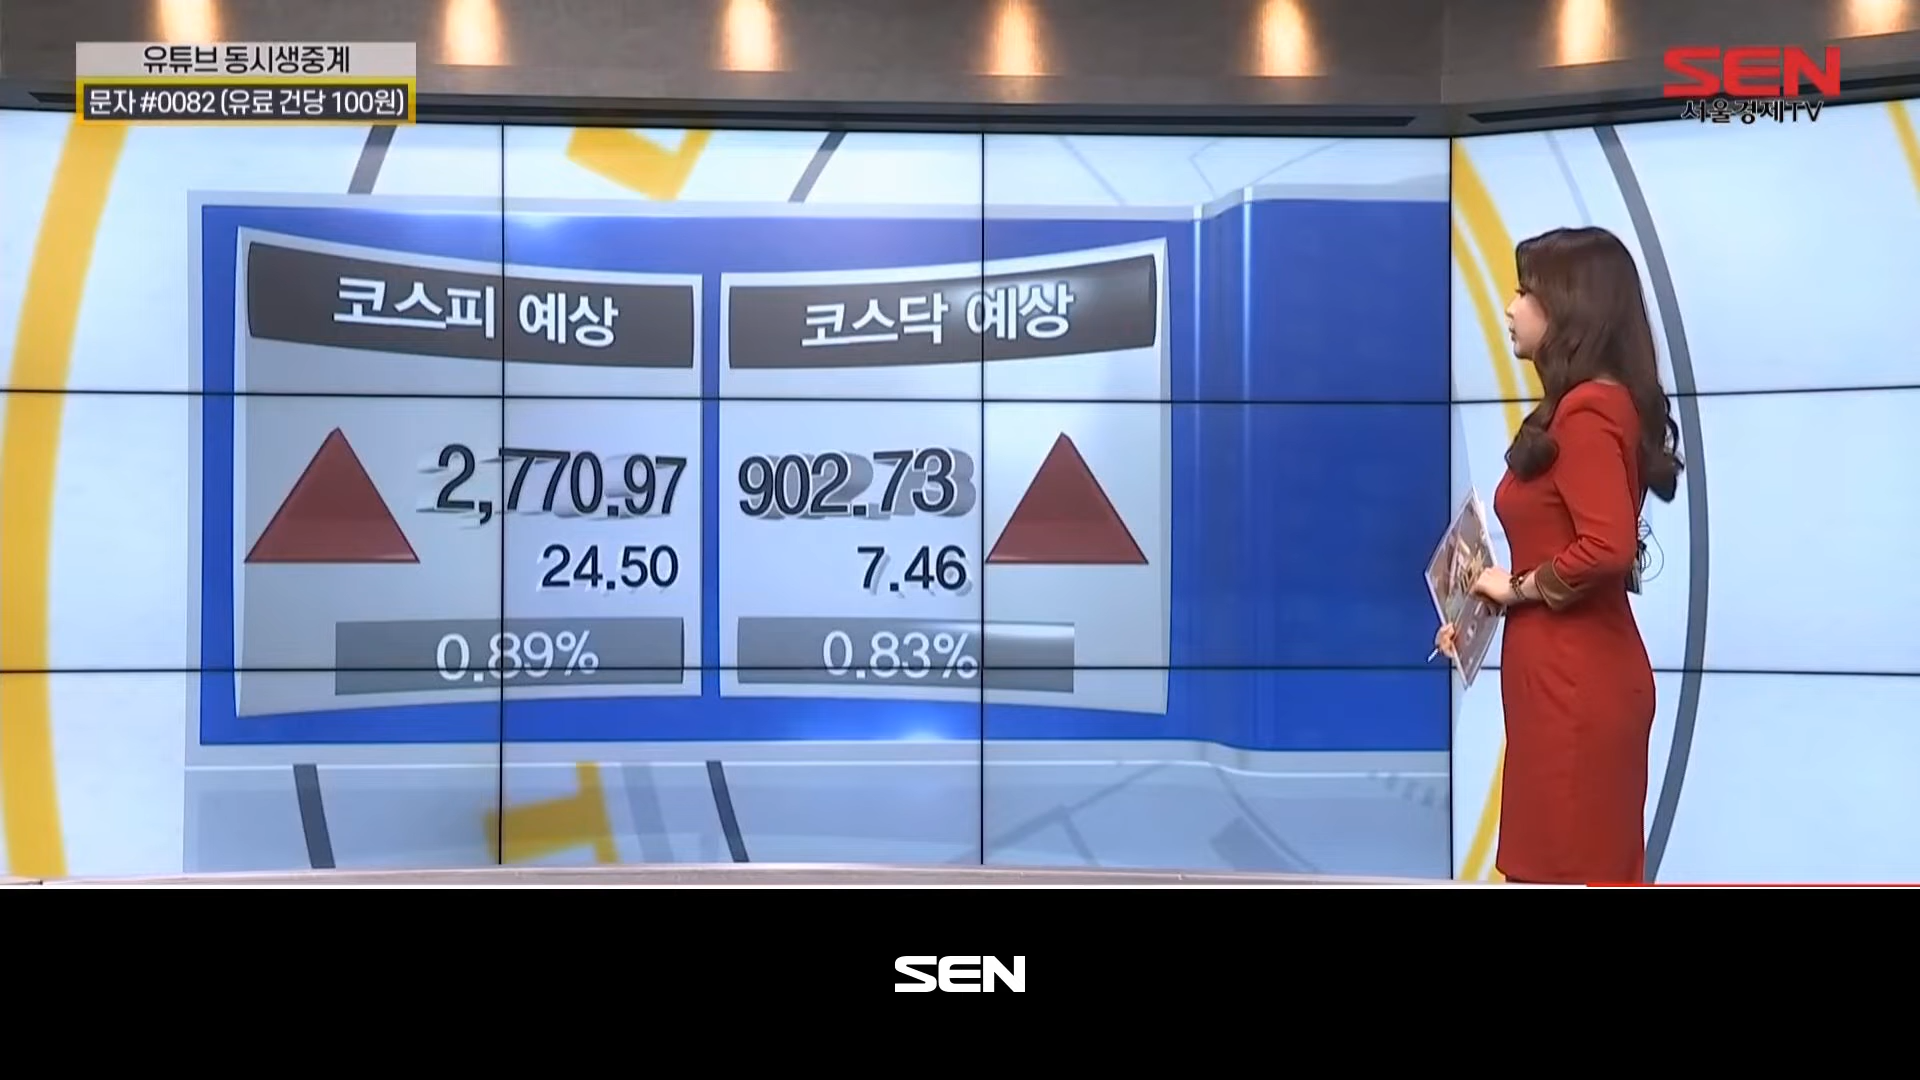 유튜브 동시생중계
문자 #0082 (유료 건당 100원)
SEN
서울경제TV
코스피 예상
2,770.97
24.50
0.89%
코스닥 예상
902.73
7.46
0.83%
SEN